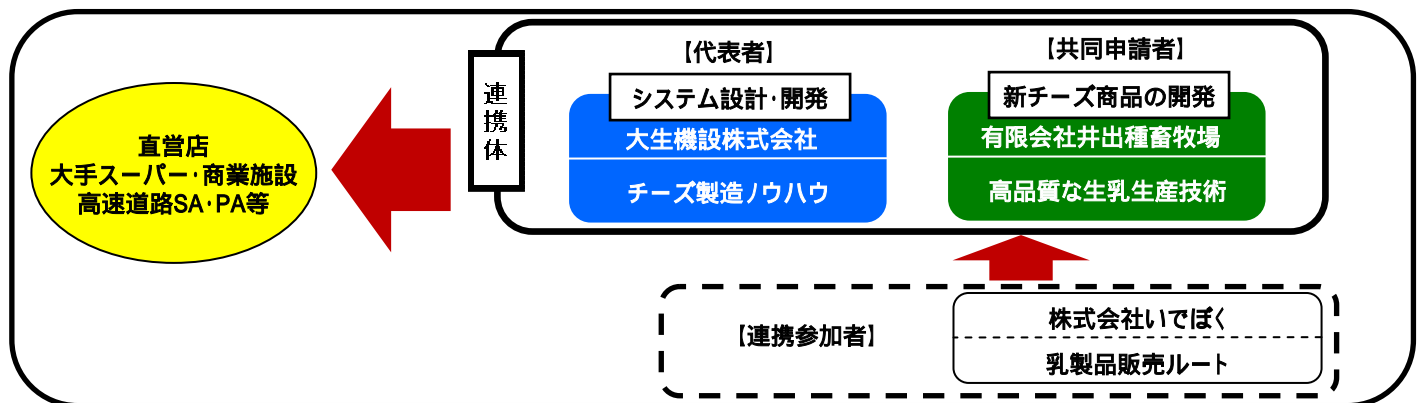 連携体
【代表者】
システム設計・開発
大生機設株式会社
チーズ製造ノウハウ
【共同申請者】
新チーズ商品の開発
有限会社井出種畜牧場
高品質な生乳生産技術
直営店
大手スーパー・商業施設
高速道路SA・PA等
【連携参加者】
株式会社いでぼく
乳製品販売ルート